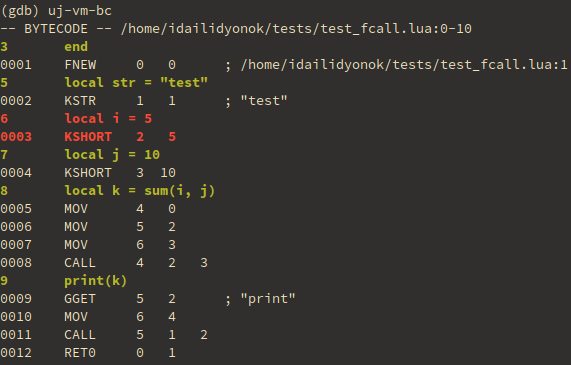 (gdb) uj-vm-bc
-- BYTECODE -- /home/idailidyonok/tests/test_fcall.lua:0-10
3       end
0001    FNEW     0   0      ; /home/idailidyonok/tests/test_fcall.lua:1
5       local str = "test"
0002    KSTR     1   1      ; "test"
6       local i = 5
0003    KSHORT   2   5
7       local j = 10
0004    KSHORT   3  10
8       local k = sum(i, j)
0005    MOV      4   0
0006    MOV      5   2
0007    MOV      6   3
0008    CALL     4   2   3
9       print(k)
0009    GGET     5   2      ; "print"
0010    MOV      6   4
0011    CALL     5   1   2
0012    RET0     0   1